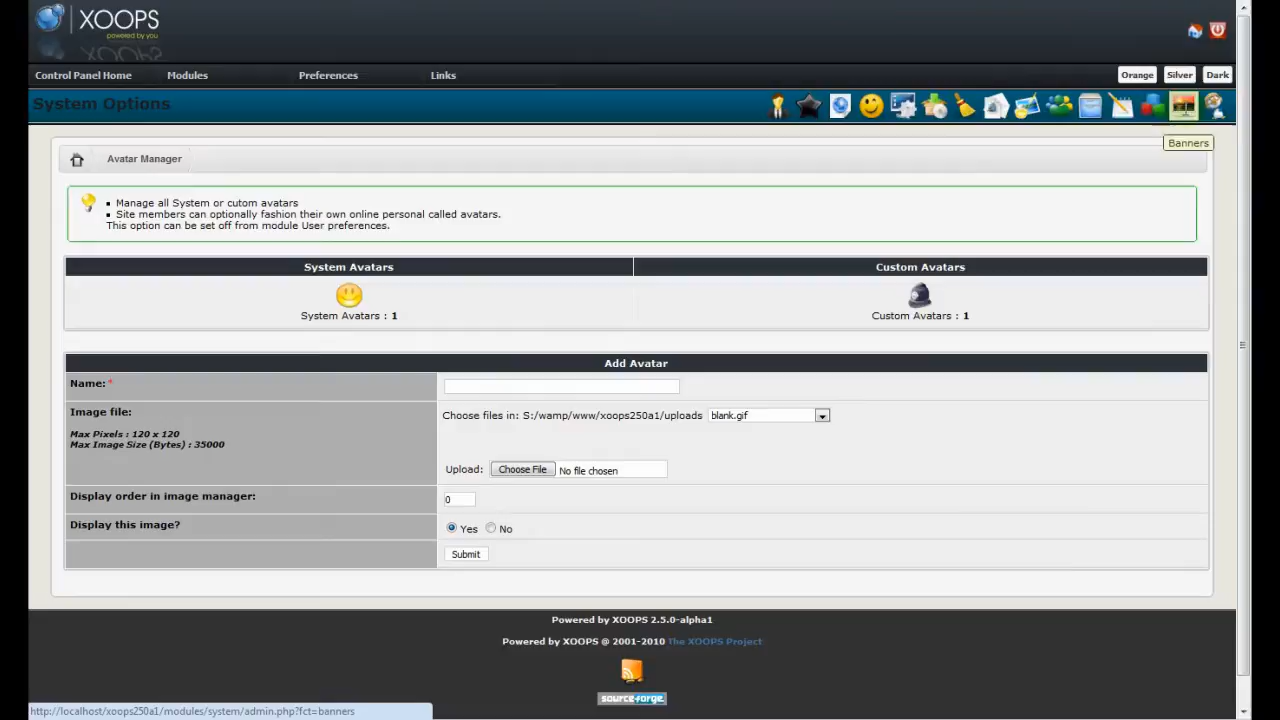 XOOPS
powered by you
Control Panel Home Modules Preferences Links Orange Silver Dark
System Options
Banners
Avatar Manager
Manage all System or cutom avatars
Site members can optionally fashion their own online personal called avatars.
This option can be set off from module User preferences.
System Avatars Custom Avatars
System Avatars : 1 Custom Avatars : 1
Add Avatar
Name: *
Image file: Choose files in: S:/wamp/www/xoops250a1/uploads blank.gif
Max Pixels : 120 x 120
Max Image Size (Bytes) : 35000
Upload: Choose File No file chosen
Display order in image manager: 0
Display this image? Yes No
Submit
Powered by XOOPS 2.5.0-alpha1
Powered by XOOPS @ 2001-2010 The XOOPS Project
sourceforge
http://localhost/xoops250a1/modules/system/admin.php?fct=banners